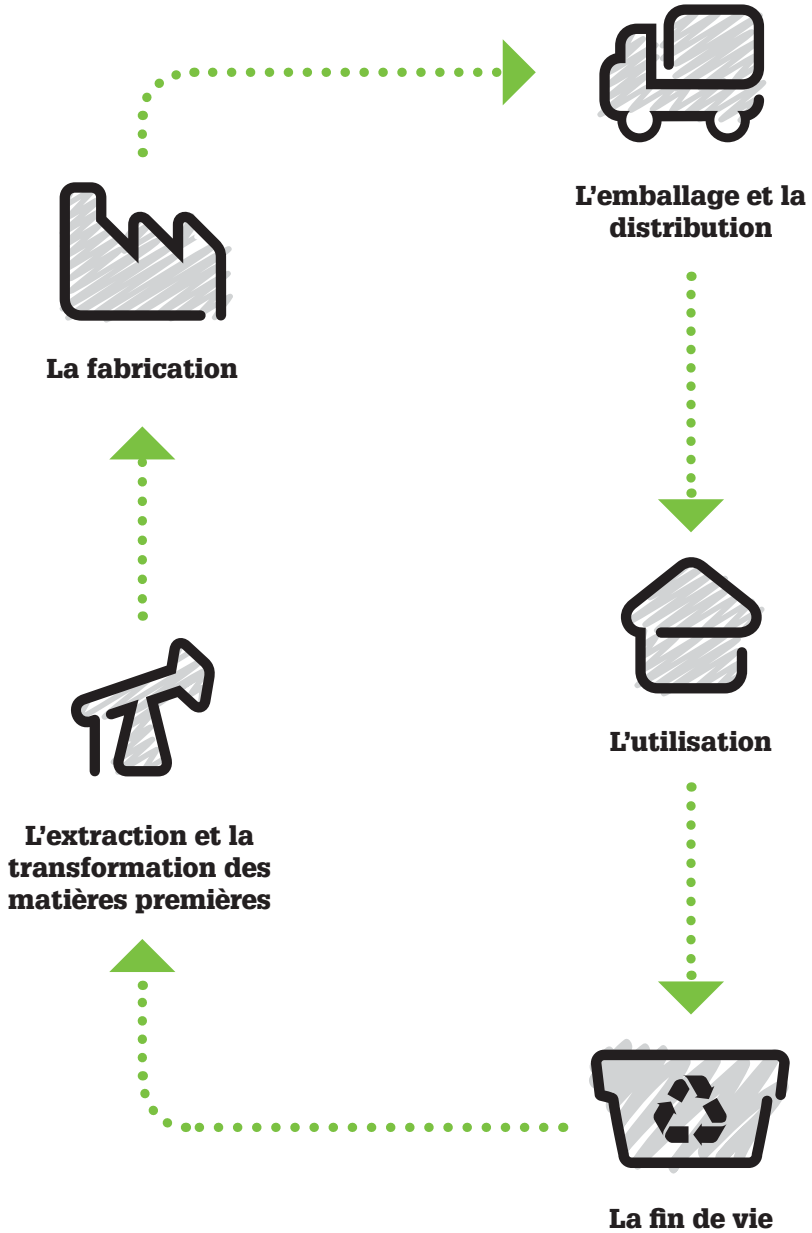 L’emballage et la
distribution
La fabrication
L’utilisation
L’extraction et la
transformation des
matières premières
La fin de vie